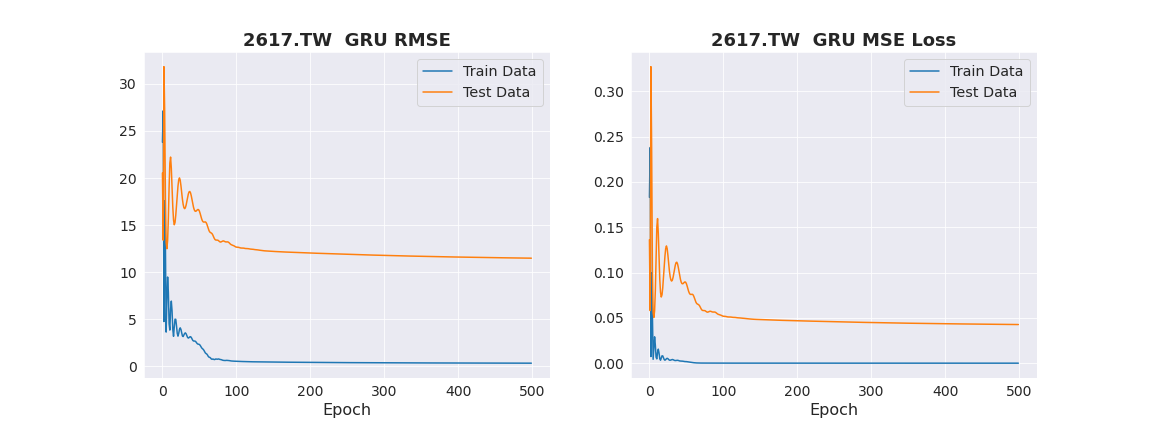 2617.TW  GRU RMSE
Train Data
Test Data
30
25
20
15
10
5
0
0 100 200 300 400 500
Epoch
2617.TW  GRU MSE Loss
Train Data
Test Data
0.30
0.25
0.20
0.15
0.10
0.05
0.00
0 100 200 300 400 500
Epoch